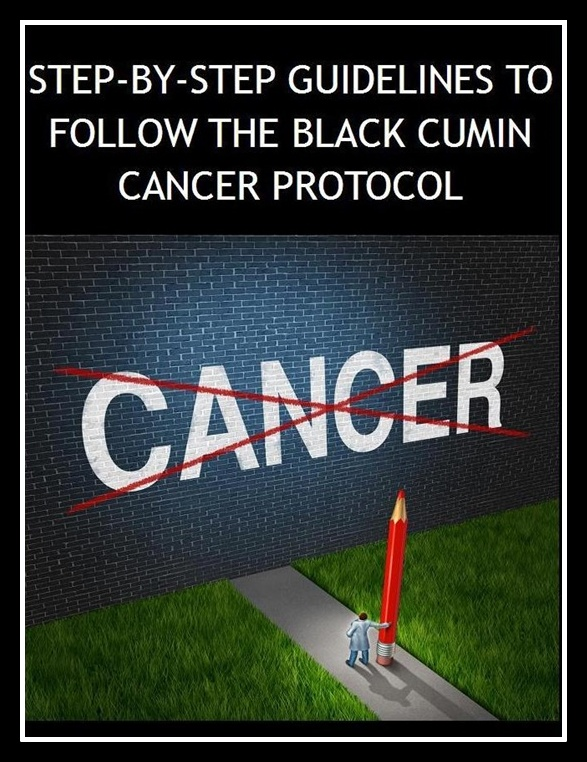 STEP-BY-STEP GUIDELINES TO
FOLLOW THE BLACK CUMIN
CANCER PROTOCOL
CANCER